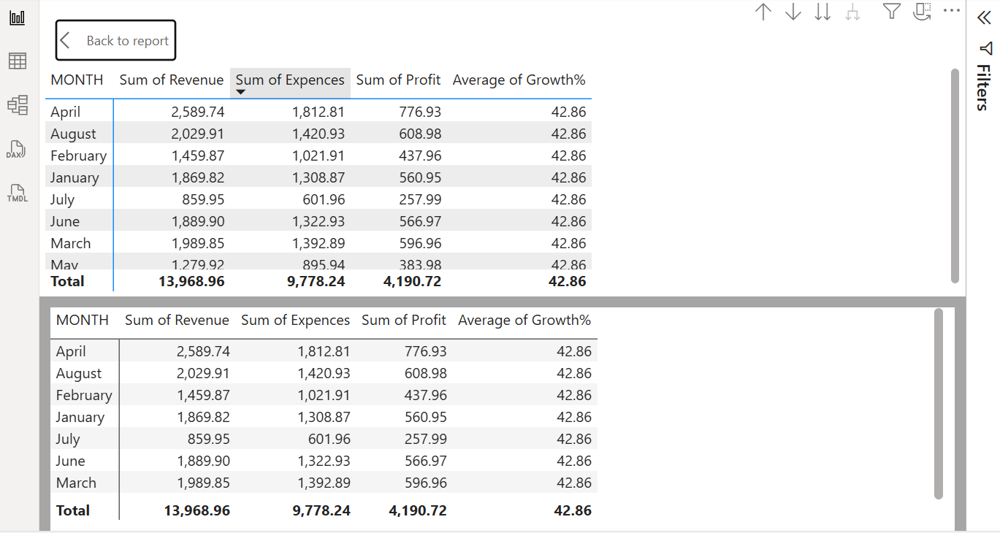 Back to report
Filters
DAX
TMDL
MONTH Sum of Revenue Sum of Expences Sum of Profit Average of Growth%
April 2,589.74 1,812.81 776.93 42.86
August 2,029.91 1,420.93 608.98 42.86
February 1,459.87 1,021.91 437.96 42.86
January 1,869.82 1,308.87 560.95 42.86
July 859.95 601.96 257.99 42.86
June 1,889.90 1,322.93 566.97 42.86
March 1,989.85 1,392.89 596.96 42.86
May 1,279.92 895.94 383.98 42.86
Total 13,968.96 9,778.24 4,190.72 42.86
MONTH Sum of Revenue Sum of Expences Sum of Profit Average of Growth%
April 2,589.74 1,812.81 776.93 42.86
August 2,029.91 1,420.93 608.98 42.86
February 1,459.87 1,021.91 437.96 42.86
January 1,869.82 1,308.87 560.95 42.86
July 859.95 601.96 257.99 42.86
June 1,889.90 1,322.93 566.97 42.86
March 1,989.85 1,392.89 596.96 42.86
Total 13,968.96 9,778.24 4,190.72 42.86